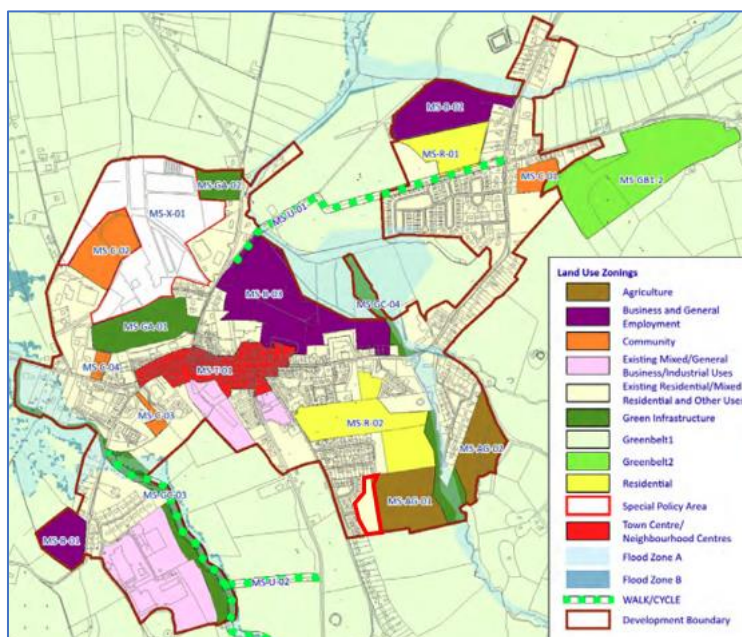 MS-B-02
MS-R-01
MS-C-01
MS-GB1-2
MS-GA-02
MS-U-01
MS-X-01
MS-C-02
MS-B-03
MS-GC-04
MS-GA-01
MS-T-01
MS-C-04
MS-C-03
MS-R-02
MS-AG-02
MS-AG-01
MS-GC-03
MS-B-01
MS-U-02
Land Use Zonings
Agriculture
Business and General
Employment
Community
Existing Mixed/General
Business/Industrial Uses
Existing Residential/Mixed
Residential and Other Uses
Green Infrastructure
Greenbelt1
Greenbelt2
Residential
Special Policy Area
Town Centre/
Neighbourhood Centres
Flood Zone A
Flood Zone B
WALK/CYCLE
Development Boundary